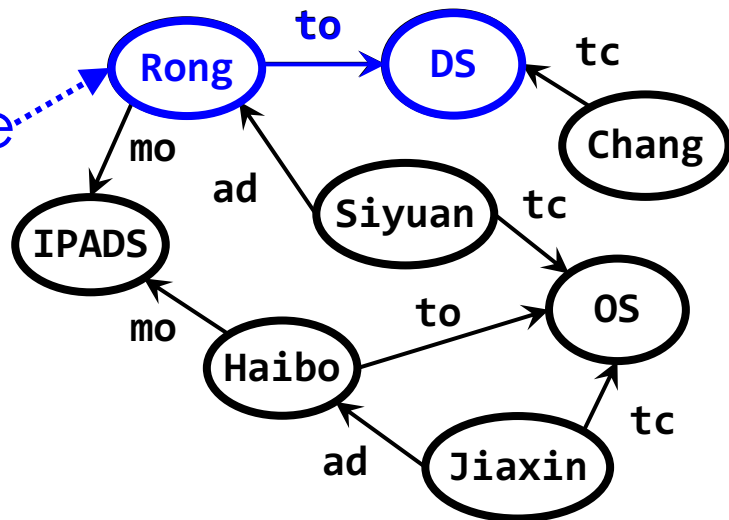 to
Rong
DS
tc
e
Chang
mo
ad
Siyuan
tc
IPADS
mo
to
OS
Haibo
tc
ad
Jiaxin